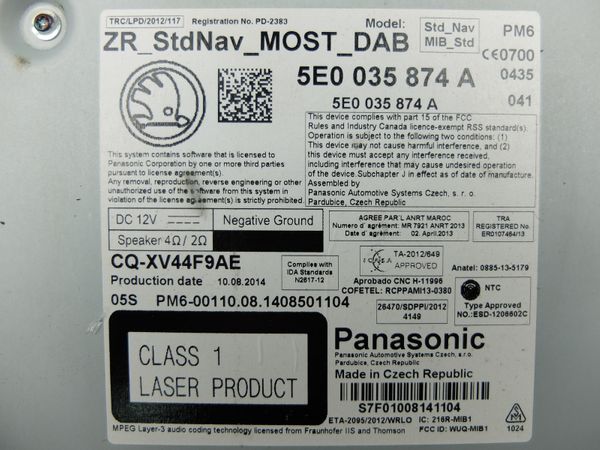 TRC/LPD/2012/117
Registration No. PD-2383
Model: Std_Nav MIB_Std
PM6
ZR_StdNav_MOST_DAB
CE0700
5E0 035 874 A
0435
5E0 035 874 A
041
This device complies with part 15 of the FCC
Rules and Industry Canada licence-exempt RSS standard(s).
Operation is subject to the following two conditions: (1)
this device may not cause harmful interference, and (2)
this device must accept any interference received,
including interference that may cause undesired operation of
the device. Subchapter J in effect as of date of manufacture.
Assembled by
Panasonic Automotive Systems Czech, s. r. o.
Pardubice, Czech Republic
This system contains software that is licensed to
Panasonic Corporation by one or more third parties
pursuant to license agreement(s).
Any removal, reproduction, reverse engineering or other
unauthorized use of the software from this system in
violation of the license agreement(s) is strictly prohibited.
DC 12V
Negative Ground
Speaker 4Ω/ 2Ω
AGREE PAR L'ANRT MAROC
Numero d' agrément: MR 7921 ANRT 2013
Date d' agrément: 02. April.2013
TRA
REGISTERED No.
ER0107464/13
CQ-XV44F9AE
Complies with
IDA Standards
N2617-12
ICASA
TA-2012/649
APPROVED
Anatel: 0885-13-5179
Production date 10.08.2014
Aprobado CNC H-11996
COFETEL: RCPPAMI13-0380
NTC
Type Approved
NO.:ESD-1206602C
05S PM6-00110.08.1408501104
26470/SDPPI/2012
4149
CLASS 1
LASER PRODUCT
Panasonic
Panasonic Automotive Systems Czech, s.r.o.
Pardubice, Czech Republic
Made in Czech Republic
S7F01008141104
ETA-2095/2012/WRLO IC: 216R-MIB1
MPEG Layer-3 audio coding technology licensed from Fraunhofer IIS and Thomson
FCC ID: WUQ-MIB1
1024